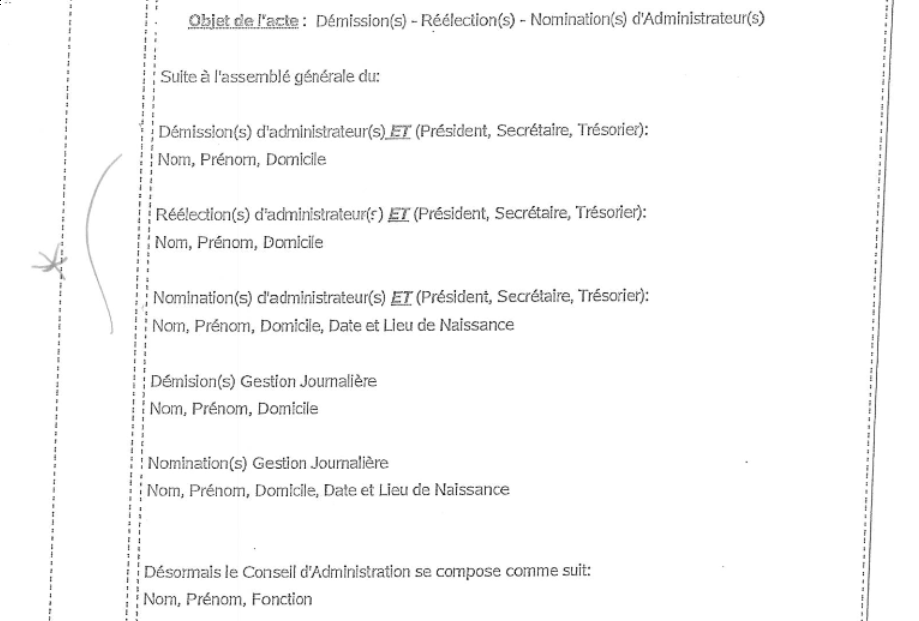 Objet de l'acte : Démission(s) - Réélection(s) - Nomination(s) d'Administrateur(s)
Suite à l'assemblé générale du:
Démission(s) d'administrateur(s) ET (Président, Secrétaire, Trésorier):
Nom, Prénom, Domicile
Réélection(s) d'administrateur(s) ET (Président, Secrétaire, Trésorier):
Nom, Prénom, Domicile
Nomination(s) d'administrateur(s) ET (Président, Secrétaire, Trésorier):
Nom, Prénom, Domicile, Date et Lieu de Naissance
Démision(s) Gestion Journalière
Nom, Prénom, Domicile
Nomination(s) Gestion Journalière
Nom, Prénom, Domicile, Date et Lieu de Naissance
Désormais le Conseil d'Administration se compose comme suit:
Nom, Prénom, Fonction